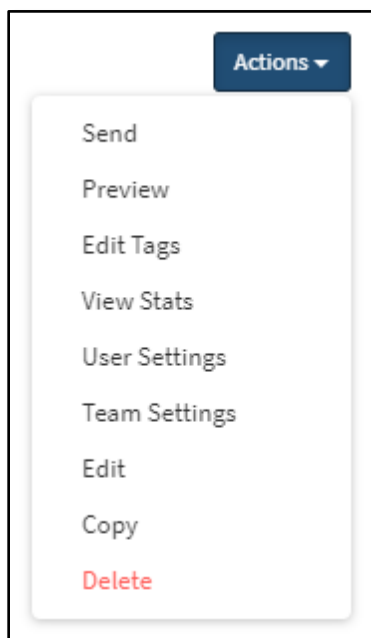 Actions
Send
Preview
Edit Tags
View Stats
User Settings
Team Settings
Edit
Copy
Delete